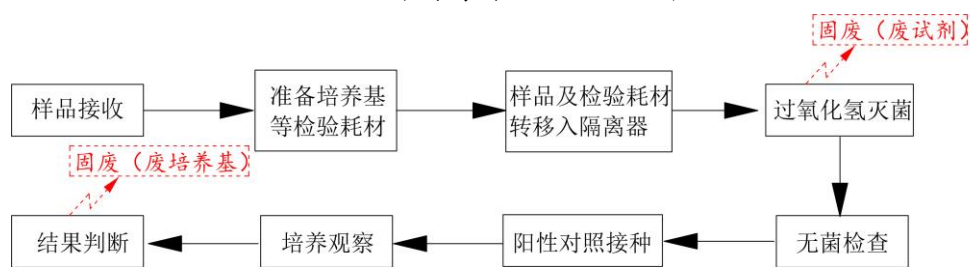 固废（废试剂）
样品接收
准备培养基
等检验耗材
样品及检验耗材
转移入隔离器
过氧化氢灭菌
固废（废培养基）
结果判断
培养观察
阳性对照接种
无菌检查